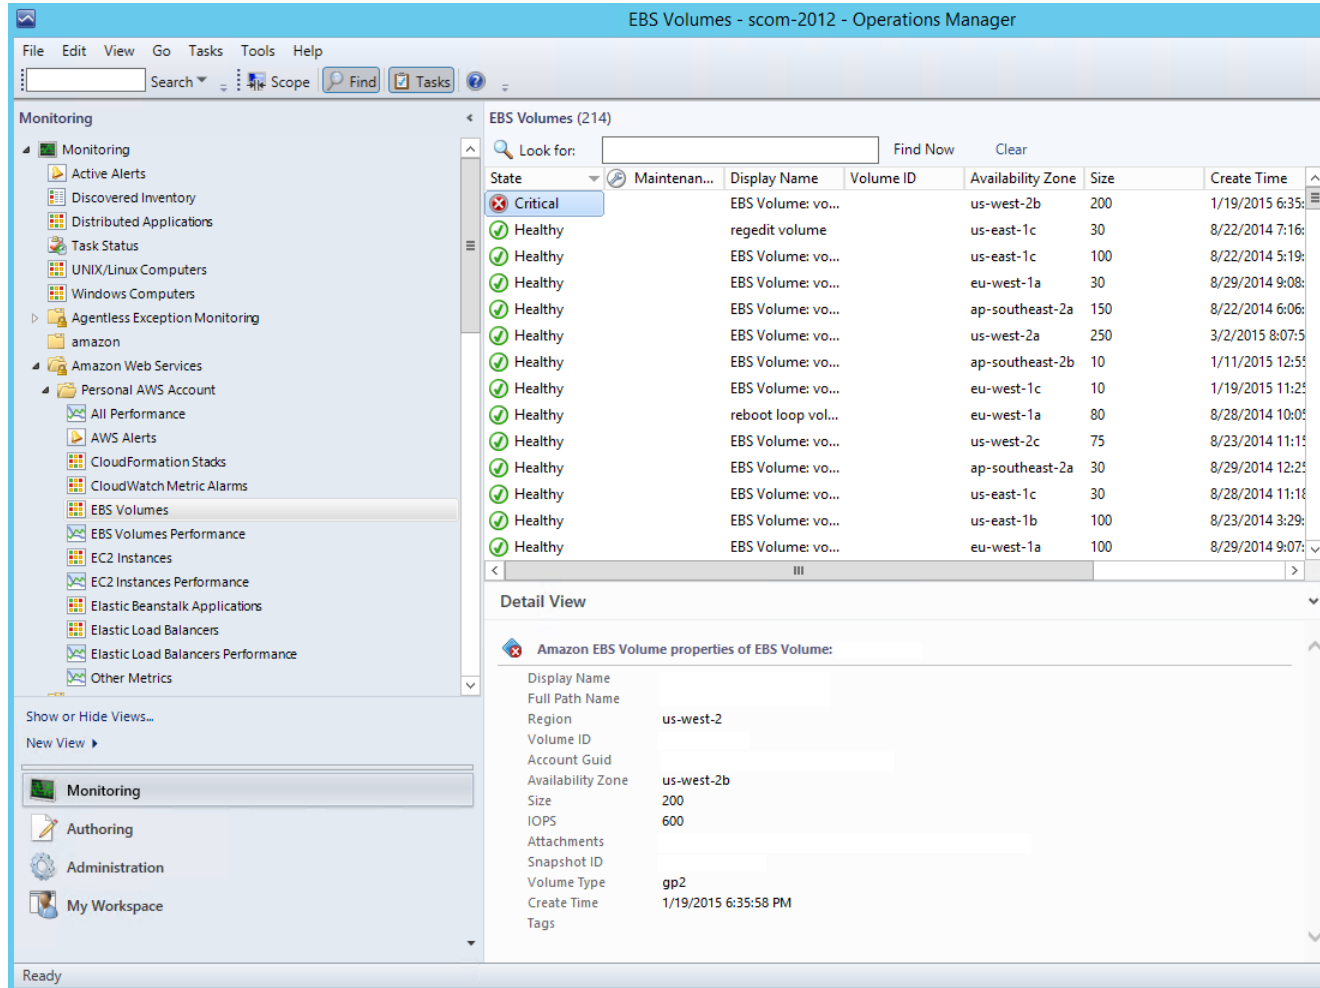 EBS Volumes - scom-2012 - Operations Manager
File Edit View Go Tasks Tools Help
Search Scope Find Tasks
Monitoring
Monitoring
Active Alerts
Discovered Inventory
Distributed Applications
Task Status
UNIX/Linux Computers
Windows Computers
Agentless Exception Monitoring
amazon
Amazon Web Services
Personal AWS Account
All Performance
AWS Alerts
CloudFormation Stacks
CloudWatch Metric Alarms
EBS Volumes
EBS Volumes Performance
EC2 Instances
EC2 Instances Performance
Elastic Beanstalk Applications
Elastic Load Balancers
Elastic Load Balancers Performance
Other Metrics
Show or Hide Views...
New View
Monitoring
Authoring
Administration
My Workspace
EBS Volumes (214)
Look for: Find Now Clear
State Maintenan... Display Name Volume ID Availability Zone Size Create Time
Critical EBS Volume: vo... us-west-2b 200 1/19/2015 6:35:
Healthy regedit volume us-east-1c 30 8/22/2014 7:16:
Healthy EBS Volume: vo... us-east-1c 100 8/22/2014 5:19:
Healthy EBS Volume: vo... eu-west-1a 30 8/29/2014 9:08:
Healthy EBS Volume: vo... ap-southeast-2a 150 8/22/2014 6:06:
Healthy EBS Volume: vo... us-west-2a 250 3/2/2015 8:07:5
Healthy EBS Volume: vo... ap-southeast-2b 10 1/11/2015 12:55
Healthy EBS Volume: vo... eu-west-1c 10 1/19/2015 11:25
Healthy reboot loop vol... eu-west-1a 80 8/28/2014 10:05
Healthy EBS Volume: vo... us-west-2c 75 8/23/2014 11:15
Healthy EBS Volume: vo... ap-southeast-2a 30 8/29/2014 12:25
Healthy EBS Volume: vo... us-east-1c 30 8/28/2014 11:18
Healthy EBS Volume: vo... us-east-1b 100 8/23/2014 3:29:
Healthy EBS Volume: vo... eu-west-1a 100 8/29/2014 9:07:
Detail View
Amazon EBS Volume properties of EBS Volume:
Display Name
Full Path Name
Region us-west-2
Volume ID
Account Guid
Availability Zone us-west-2b
Size 200
IOPS 600
Attachments
Snapshot ID
Volume Type gp2
Create Time 1/19/2015 6:35:58 PM
Tags
Ready